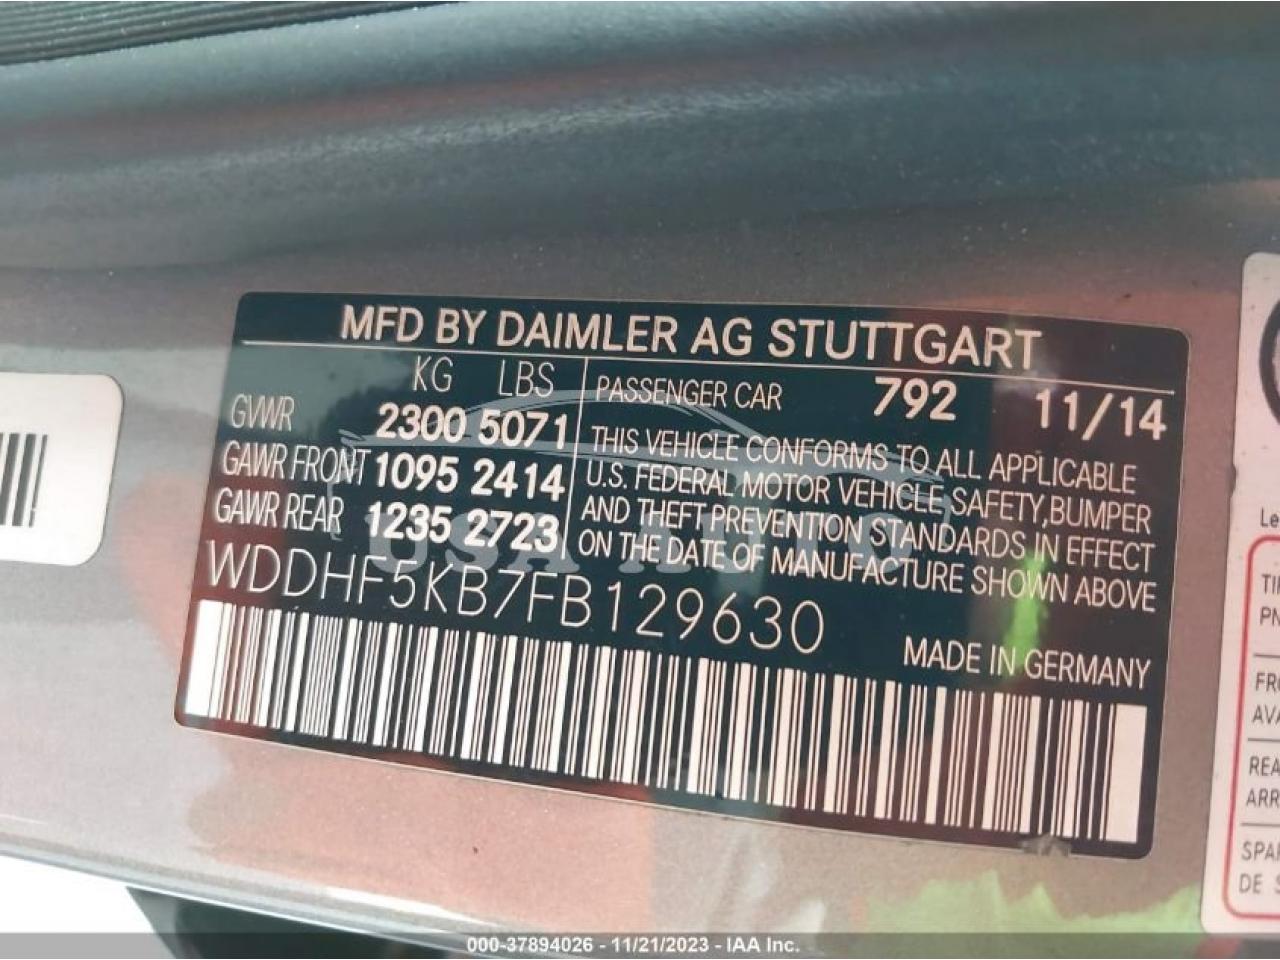 MFD BY DAIMLER AG STUTTGART
KG LBS
GVWR 2300 5071
GAWR FRONT 1095 2414
GAWR REAR 1235 2723
PASSENGER CAR 792 11/14
THIS VEHICLE CONFORMS TO ALL APPLICABLE
U.S. FEDERAL MOTOR VEHICLE SAFETY,BUMPER
AND THEFT PREVENTION STANDARDS IN EFFECT
ON THE DATE OF MANUFACTURE SHOWN ABOVE
WDDHF5KB7FB129630
MADE IN GERMANY
USA AUTO
000-37894026 - 11/21/2023 - IAA Inc.